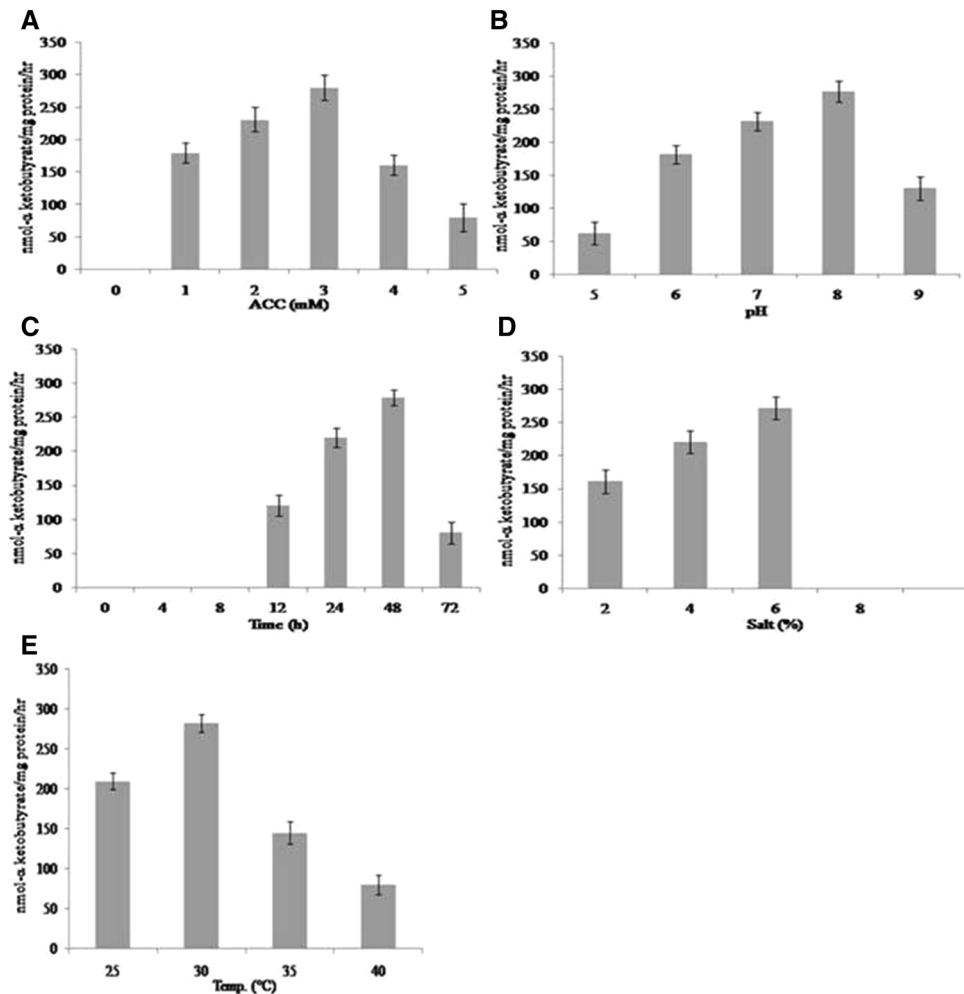 A
nmol-α ketobutyrate/mg protein/hr
350
300
250
200
150
100
50
0
0 1 2 3 4 5
ACC (mM)
B
nmol-α ketobutyrate/mg protein/hr
350
300
250
200
150
100
50
0
5 6 7 8 9
pH
C
nmol-α ketobutyrate/mg protein/hr
350
300
250
200
150
100
50
0
0 4 8 12 24 48 72
Time (h)
D
nmol-α ketobutyrate/mg protein/hr
350
300
250
200
150
100
50
0
2 4 6 8
Salt (%)
E
nmol-α ketobutyrate/mg protein/hr
350
300
250
200
150
100
50
0
25 30 35 40
Temp. (°C)